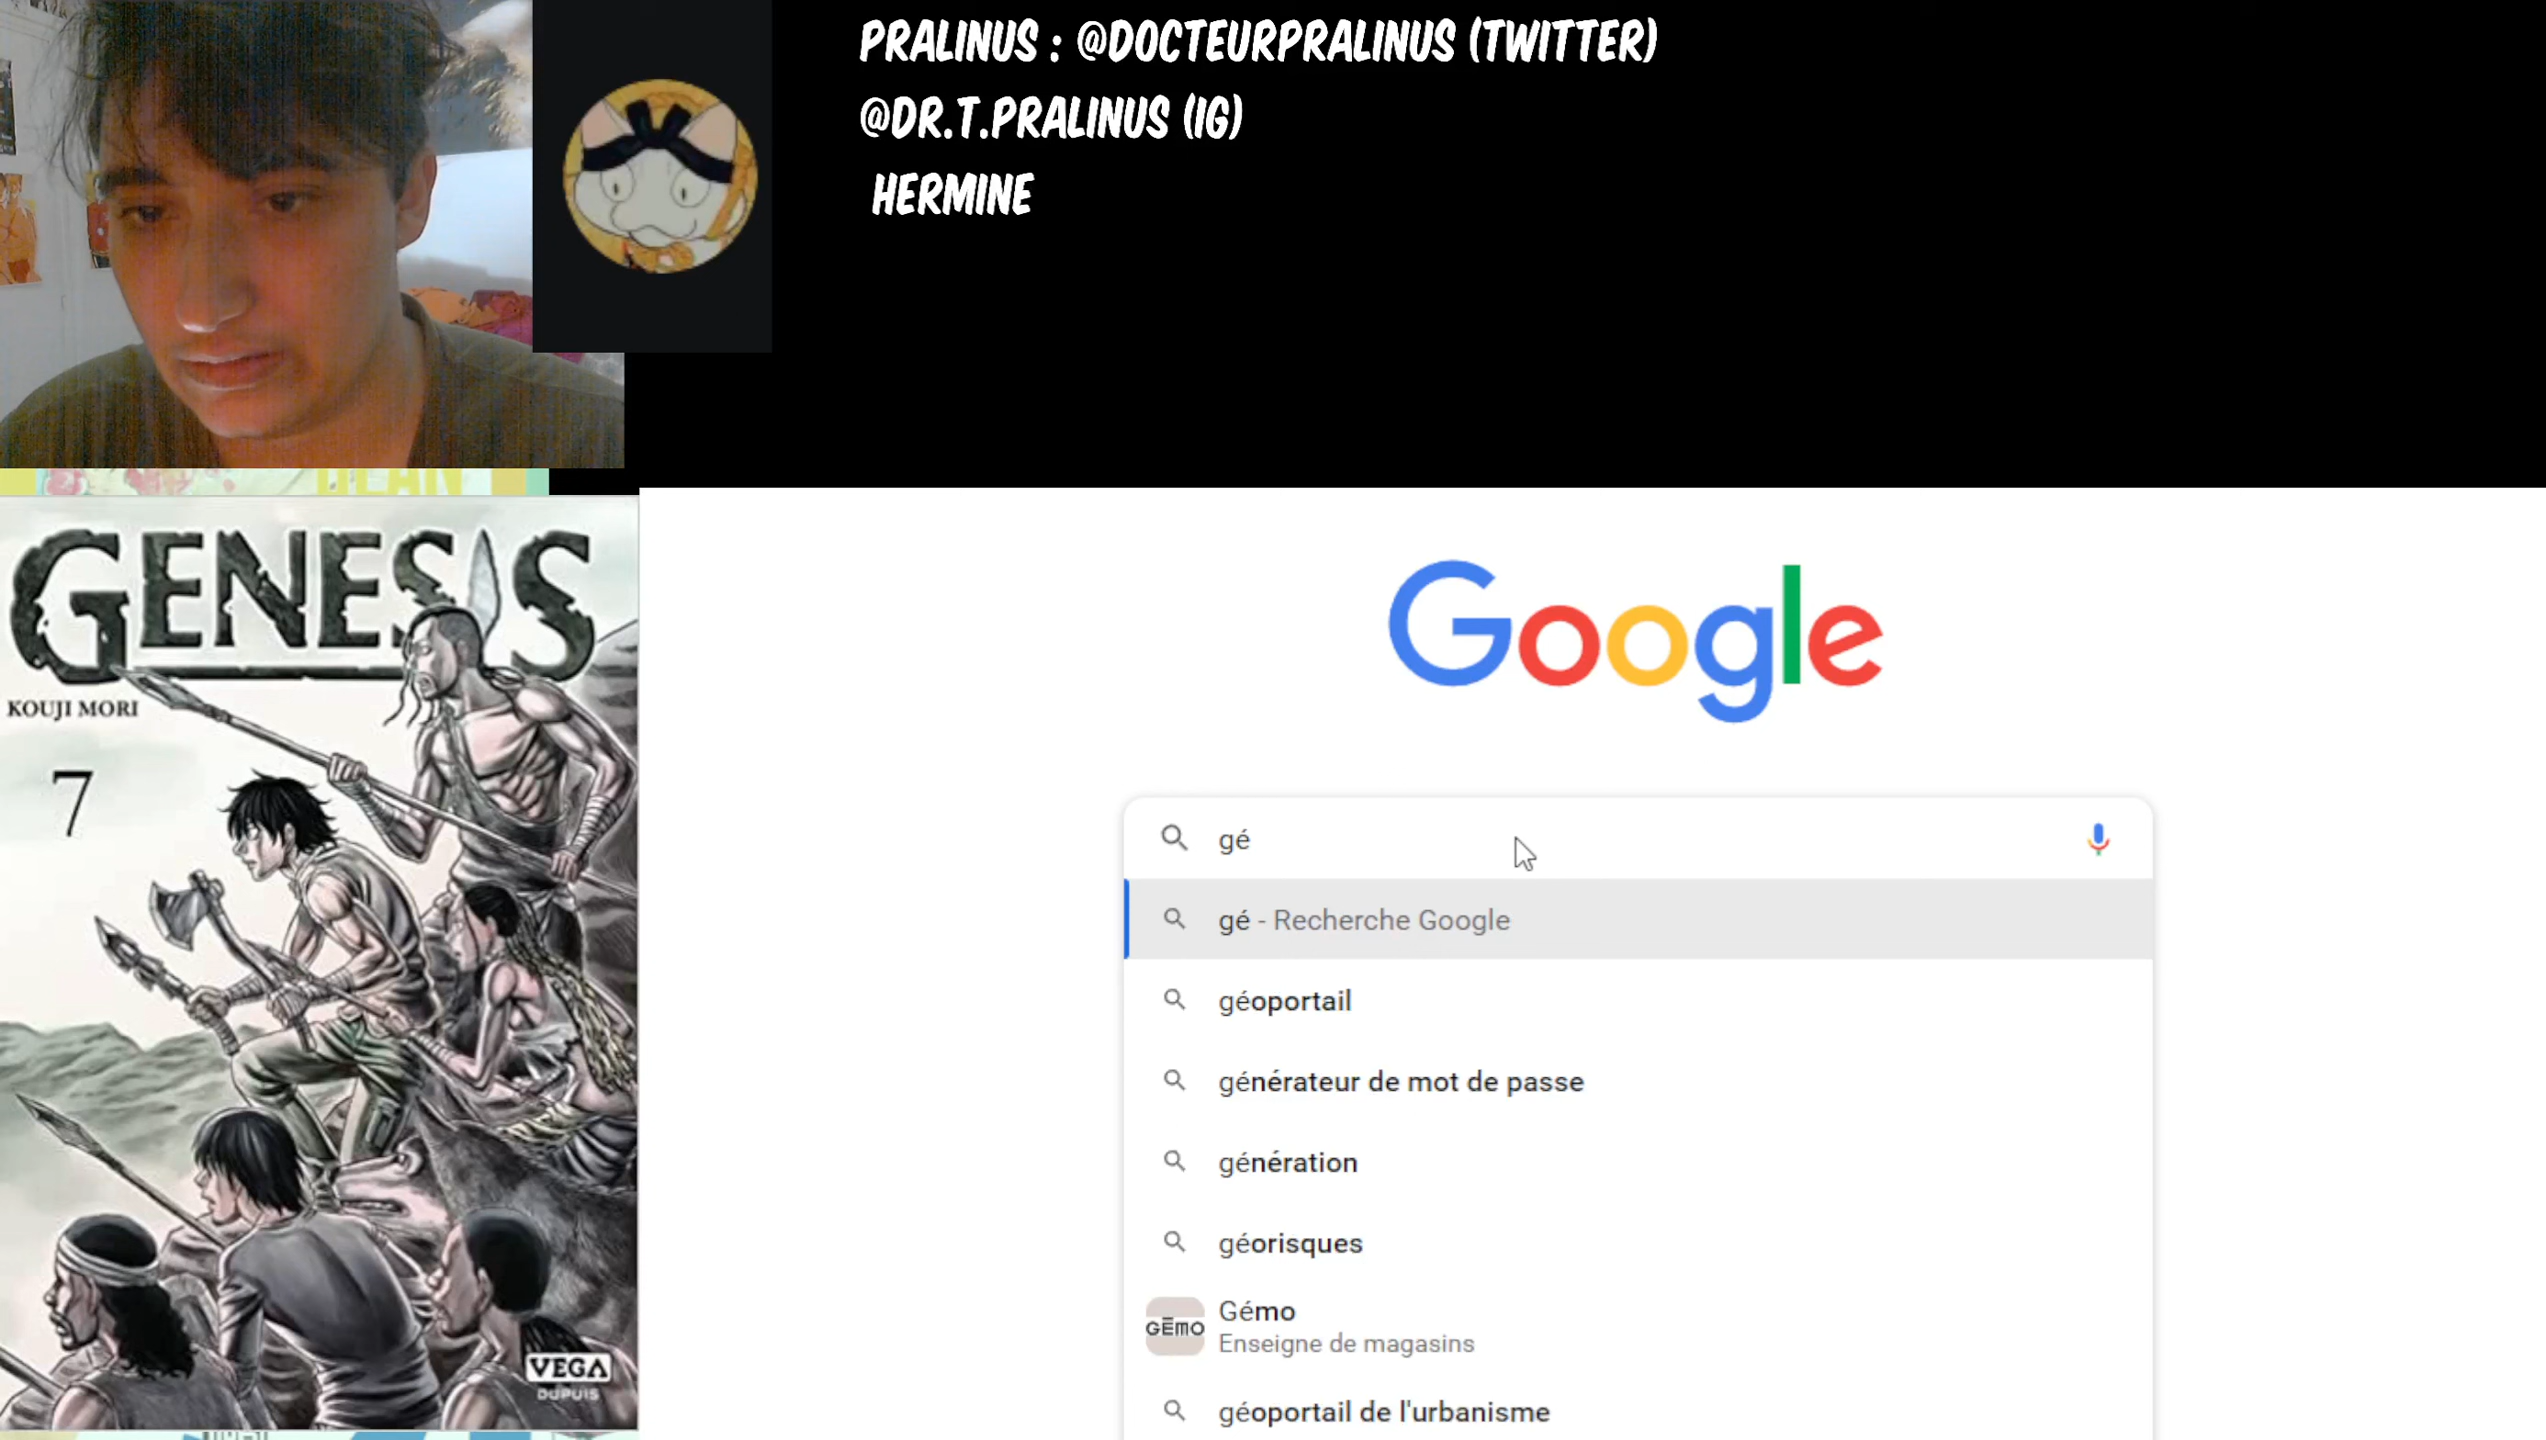 PRALINUS : @DOCTEURPRALINUS (TWITTER)
@DR.T.PRALINUS (IG)
HERMINE
GENESIS
KOUJI MORI
7
VEGA
DUPUIS
Google
gé
gé - Recherche Google
géoportail
générateur de mot de passe
génération
géorisques
GĒMO
Gémo
Enseigne de magasins
géoportail de l'urbanisme